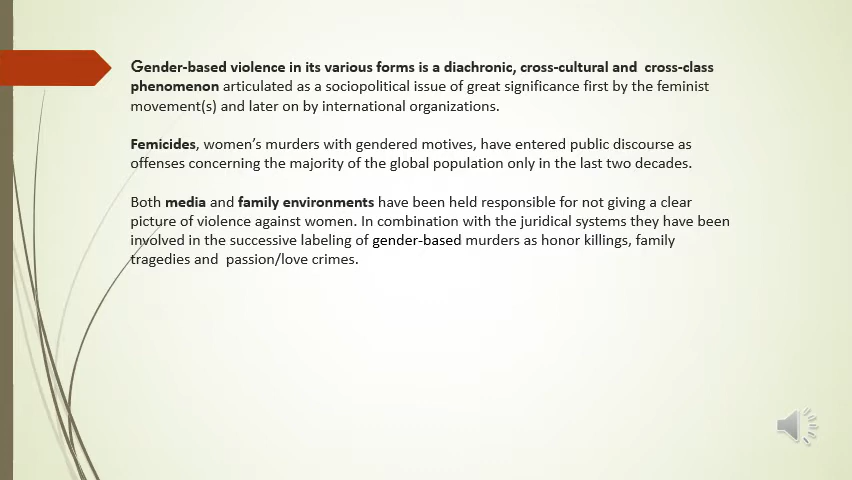 Gender-based violence in its various forms is a diachronic, cross-cultural and  cross-class
phenomenon articulated as a sociopolitical issue of great significance first by the feminist
movement(s) and later on by international organizations.
Femicides, women’s murders with gendered motives, have entered public discourse as
offenses concerning the majority of the global population only in the last two decades.
Both media and family environments have been held responsible for not giving a clear
picture of violence against women. In combination with the juridical systems they have been
involved in the successive labeling of gender-based murders as honor killings, family
tragedies and  passion/love crimes.